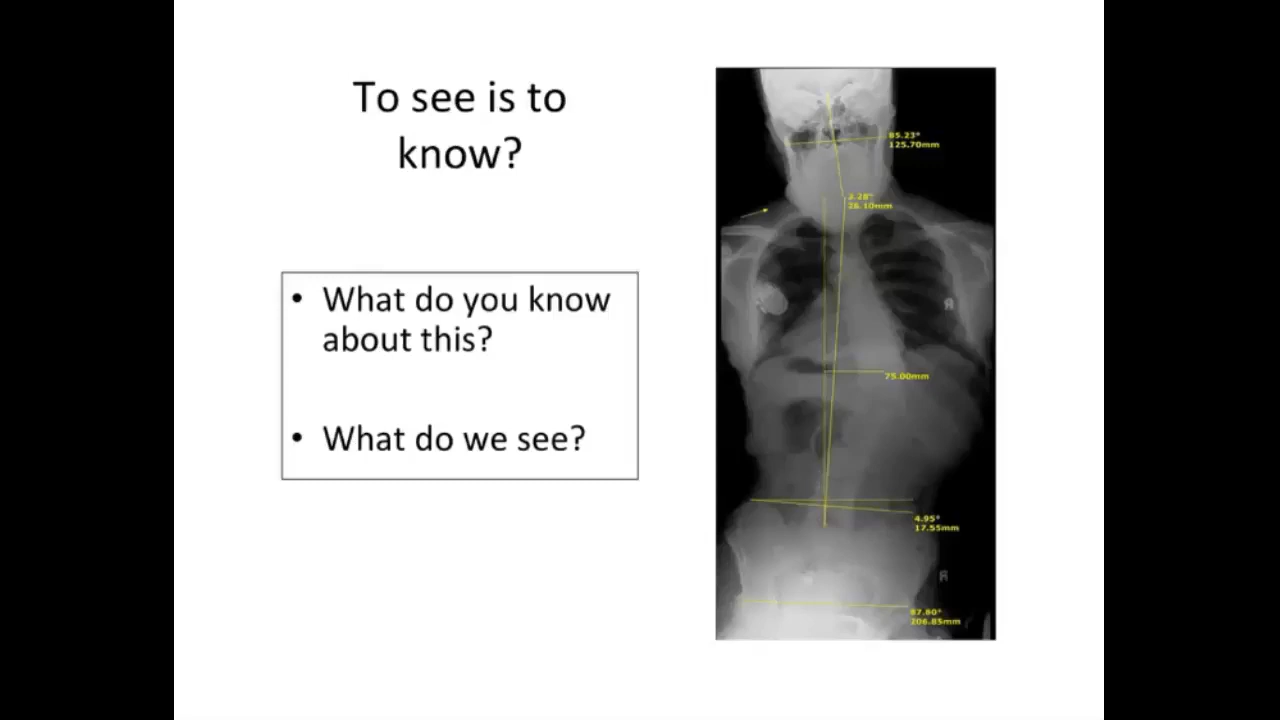 To see is to
know?
• What do you know
about this?
• What do we see?
85.23°
125.70mm
3.28°
26.10mm
75.00mm
4.95°
17.55mm
87.80°
206.85mm